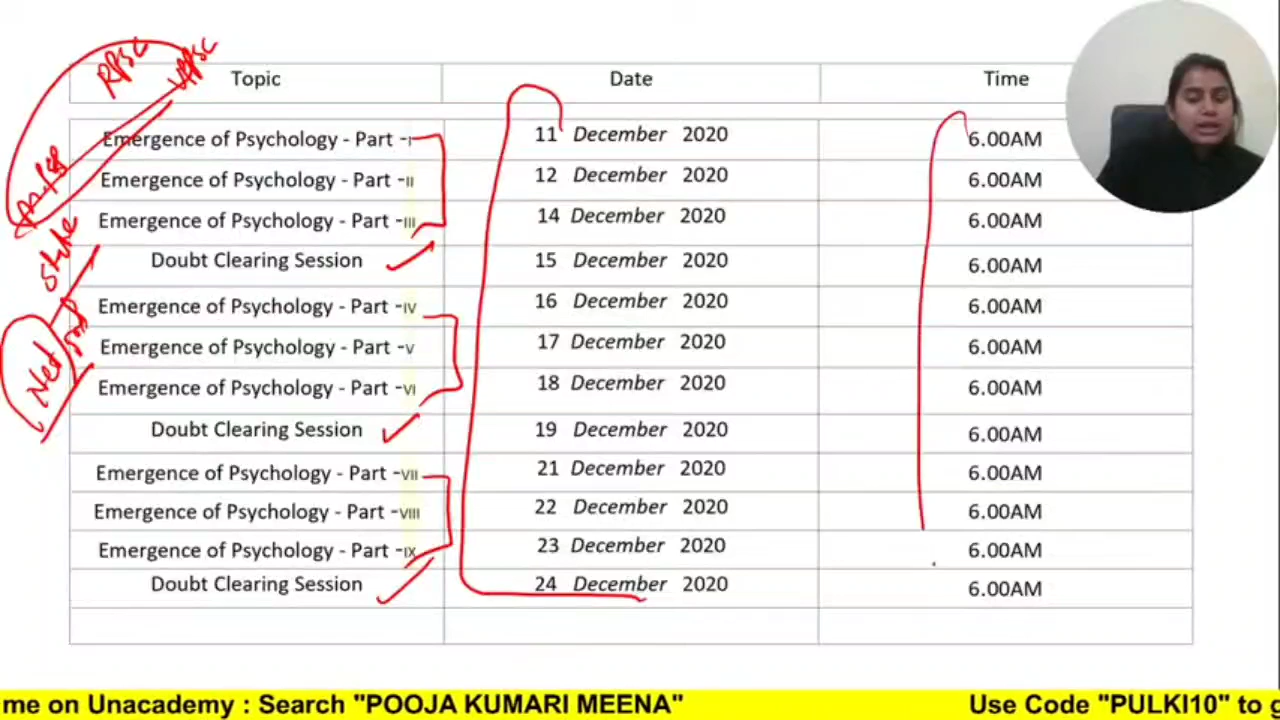 RPSC
UPSC
Topic Date Time
Emergence of Psychology - Part -I 11 December 2020 6.00AM
Emergence of Psychology - Part -II 12 December 2020 6.00AM
Emergence of Psychology - Part -III 14 December 2020 6.00AM
State
Doubt Clearing Session 15 December 2020 6.00AM
Emergence of Psychology - Part -IV 16 December 2020 6.00AM
Emergence of Psychology - Part -V 17 December 2020 6.00AM
Net
Emergence of Psychology - Part -VI 18 December 2020 6.00AM
Doubt Clearing Session 19 December 2020 6.00AM
Emergence of Psychology - Part -VII 21 December 2020 6.00AM
Emergence of Psychology - Part -VIII 22 December 2020 6.00AM
Emergence of Psychology - Part -IX 23 December 2020 6.00AM
Doubt Clearing Session 24 December 2020 6.00AM
me on Unacademy : Search "POOJA KUMARI MEENA" Use Code "PULKI10" to g